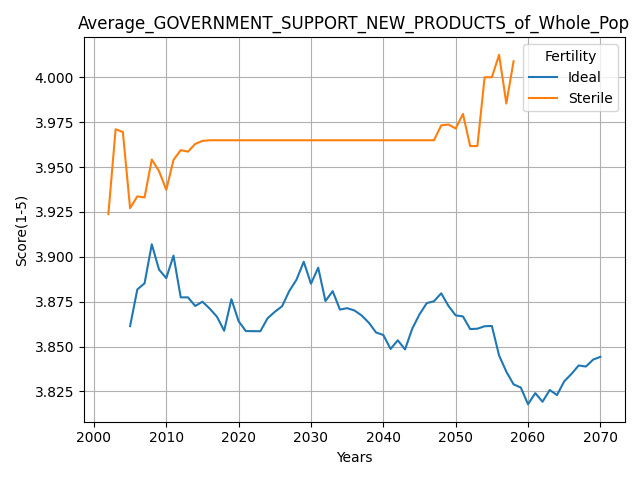 Average_GOVERNMENT_SUPPORT_NEW_PRODUCTS_of_Whole_Pop
Fertility
Ideal
Sterile
Score(1-5)
4.000
3.975
3.950
3.925
3.900
3.875
3.850
3.825
2000 2010 2020 2030 2040 2050 2060 2070
Years